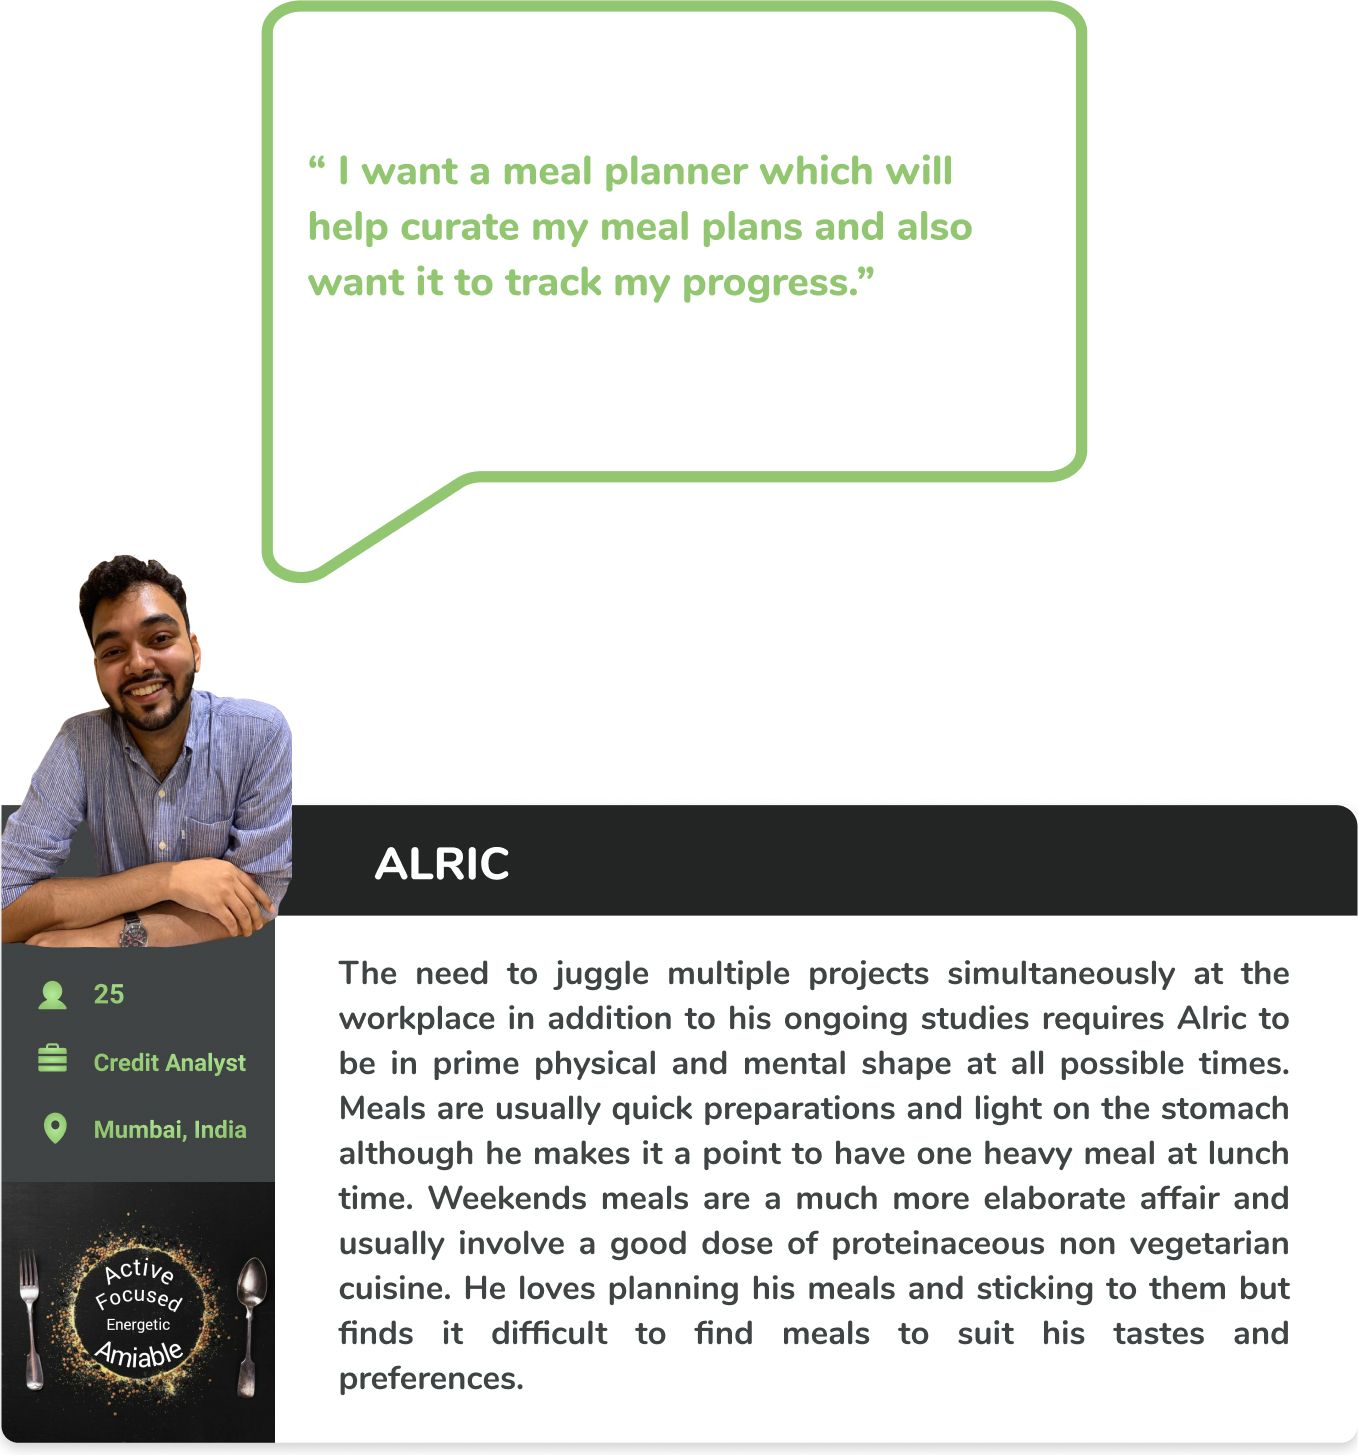 “ I want a meal planner which will
help curate my meal plans and also
want it to track my progress.”
ALRIC
25
Credit Analyst
Mumbai, India
Active
Focused
Energetic
Amiable
The need to juggle multiple projects simultaneously at the
workplace in addition to his ongoing studies requires Alric to
be in prime physical and mental shape at all possible times.
Meals are usually quick preparations and light on the stomach
although he makes it a point to have one heavy meal at lunch
time. Weekends meals are a much more elaborate affair and
usually involve a good dose of proteinaceous non vegetarian
cuisine. He loves planning his meals and sticking to them but
finds it difficult to find meals to suit his tastes and
preferences.